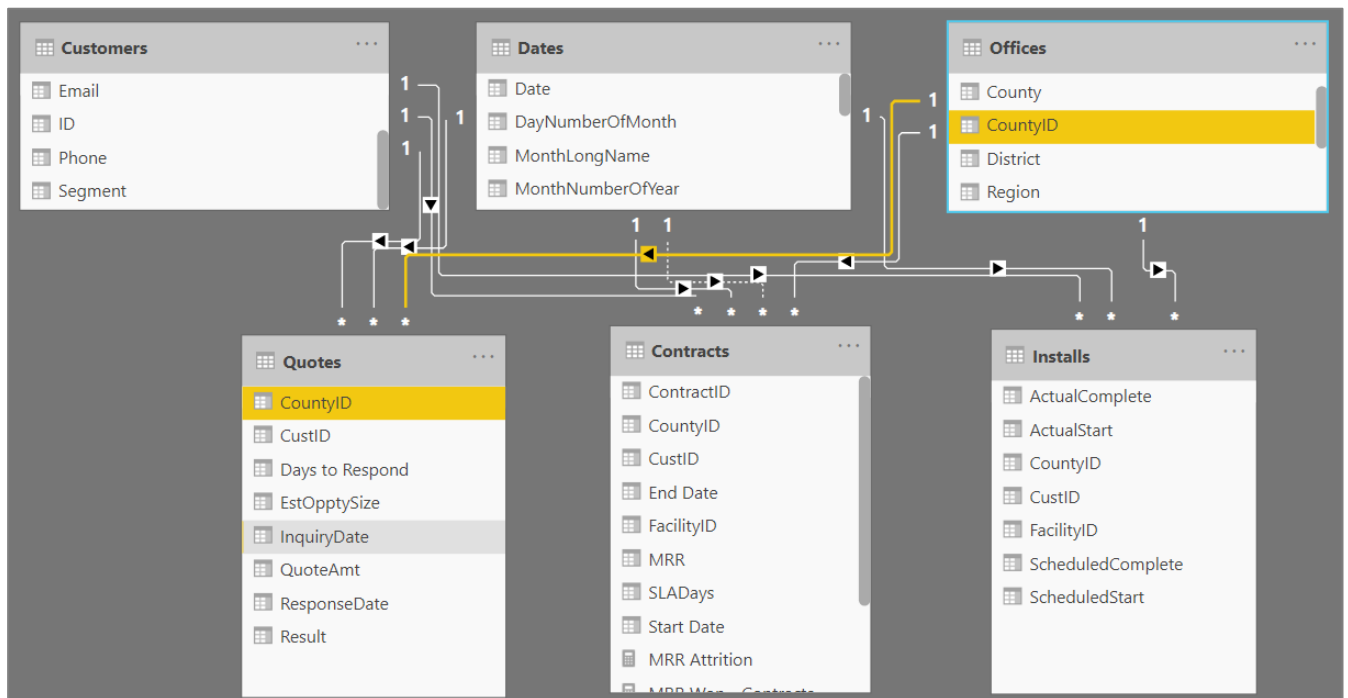 Customers
Email
ID
Phone
Segment
Dates
Date
DayNumberOfMonth
MonthLongName
MonthNumberOfYear
Offices
County
CountyID
District
Region
1
1
1
1
1
1
1
1
1
1
*
*
*
*
*
*
*
*
*
*
Quotes
CountyID
CustID
Days to Respond
EstOpptySize
InquiryDate
QuoteAmt
ResponseDate
Result
Contracts
ContractID
CountyID
CustID
End Date
FacilityID
MRR
SLADays
Start Date
MRR Attrition
Installs
ActualComplete
ActualStart
CountyID
CustID
FacilityID
ScheduledComplete
ScheduledStart